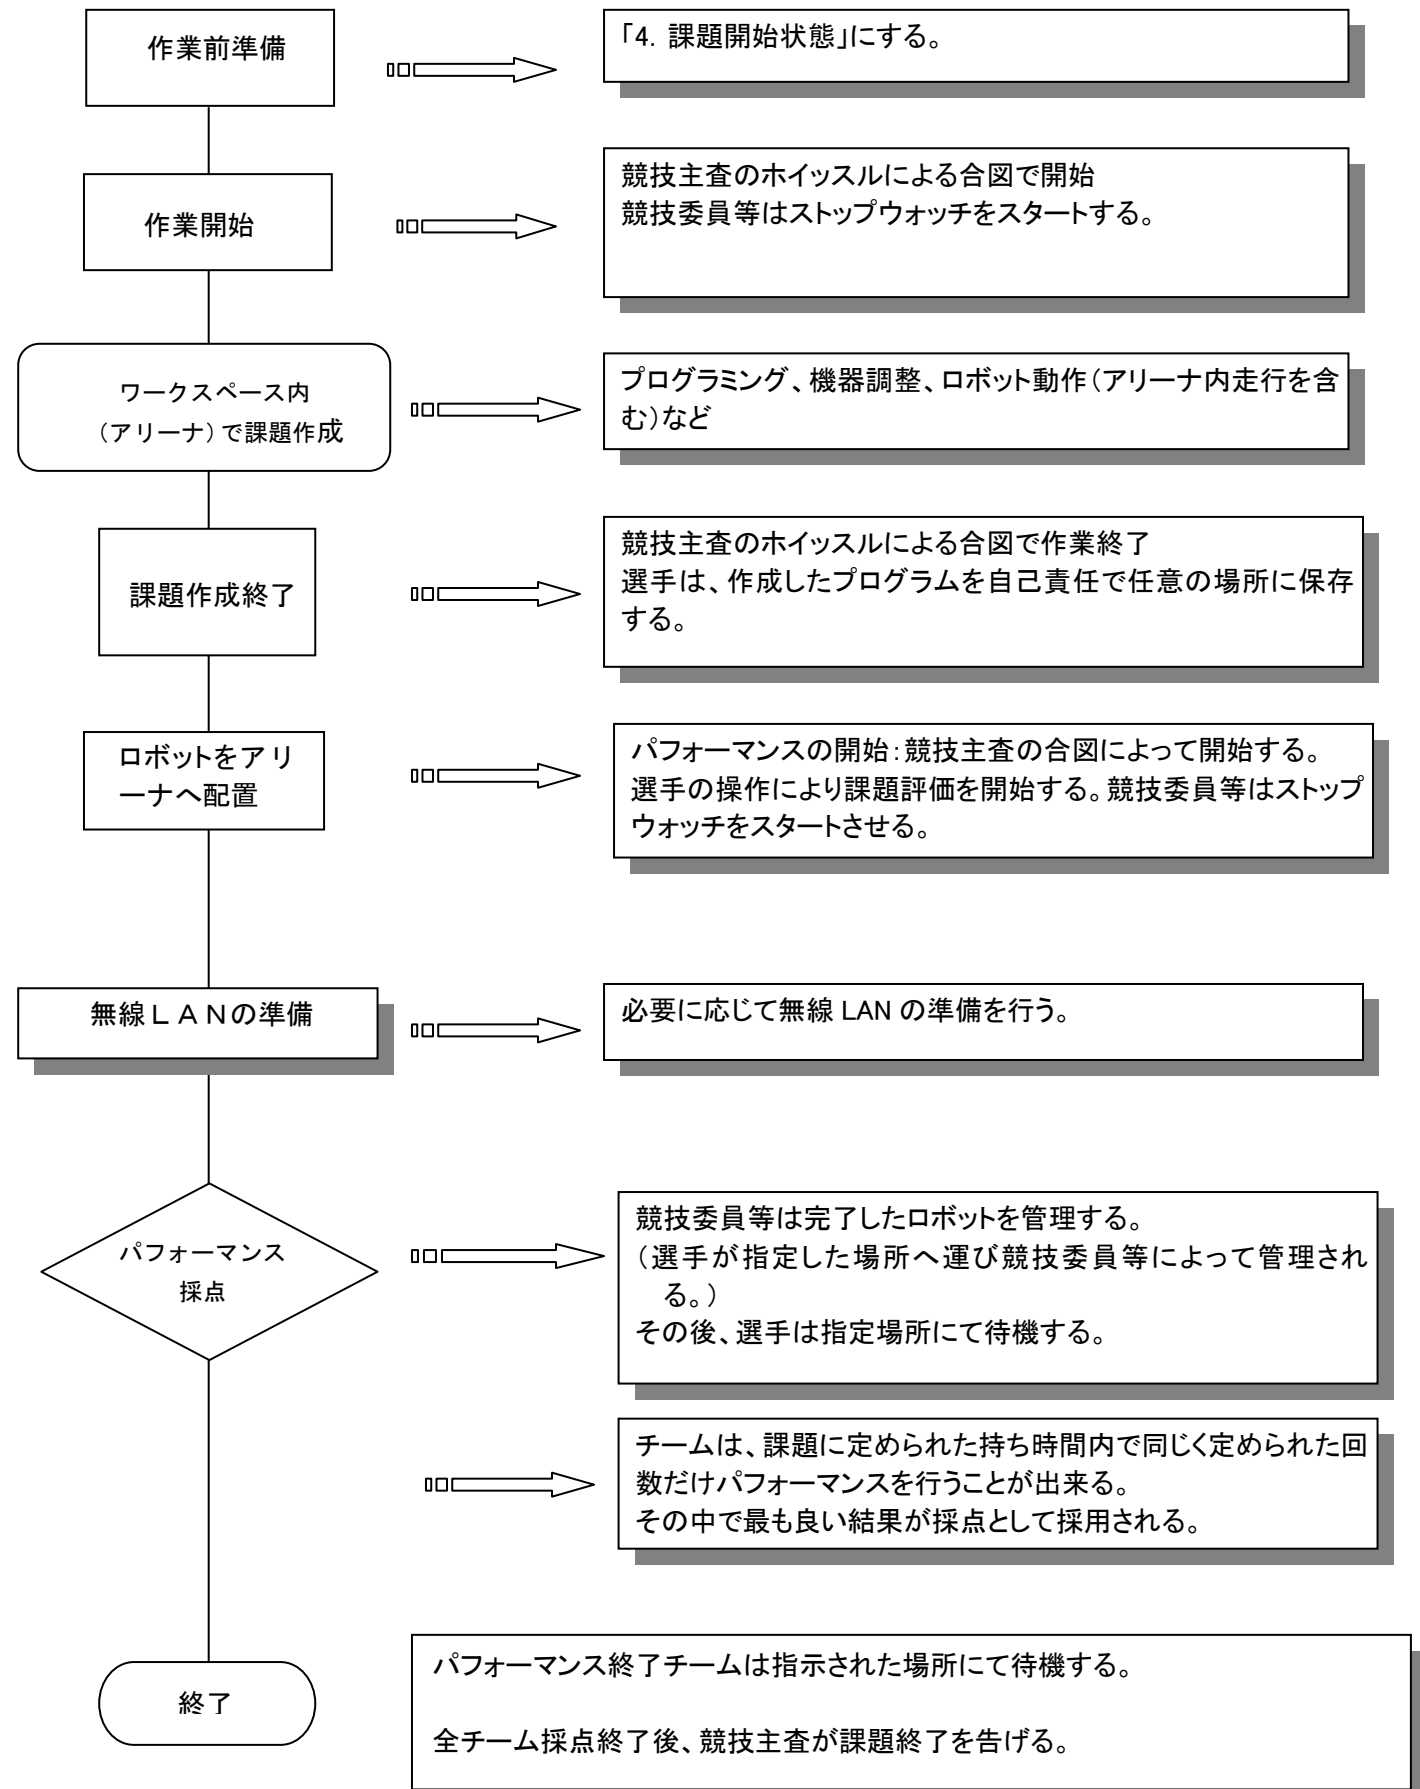 作業前準備
「4. 課題開始状態」にする。
作業開始
競技主査のホイッスルによる合図で開始
競技委員等はストップウォッチをスタートする。
ワークスペース内
（アリーナ）で課題作成
プログラミング、機器調整、ロボット動作（アリーナ内走行を含
む）など
課題作成終了
競技主査のホイッスルによる合図で作業終了
選手は、作成したプログラムを自己責任で任意の場所に保存
する。
ロボットをアリ
ーナへ配置
パフォーマンスの開始：競技主査の合図によって開始する。
選手の操作により課題評価を開始する。競技委員等はストップ
ウォッチをスタートさせる。
無線ＬＡＮの準備
必要に応じて無線 LAN の準備を行う。
パフォーマンス
採点
競技委員等は完了したロボットを管理する。
（選手が指定した場所へ運び競技委員等によって管理され
る。）
その後、選手は指定場所にて待機する。
チームは、課題に定められた持ち時間内で同じく定められた回
数だけパフォーマンスを行うことが出来る。
その中で最も良い結果が採点として採用される。
終了
パフォーマンス終了チームは指示された場所にて待機する。
全チーム採点終了後、競技主査が課題終了を告げる。